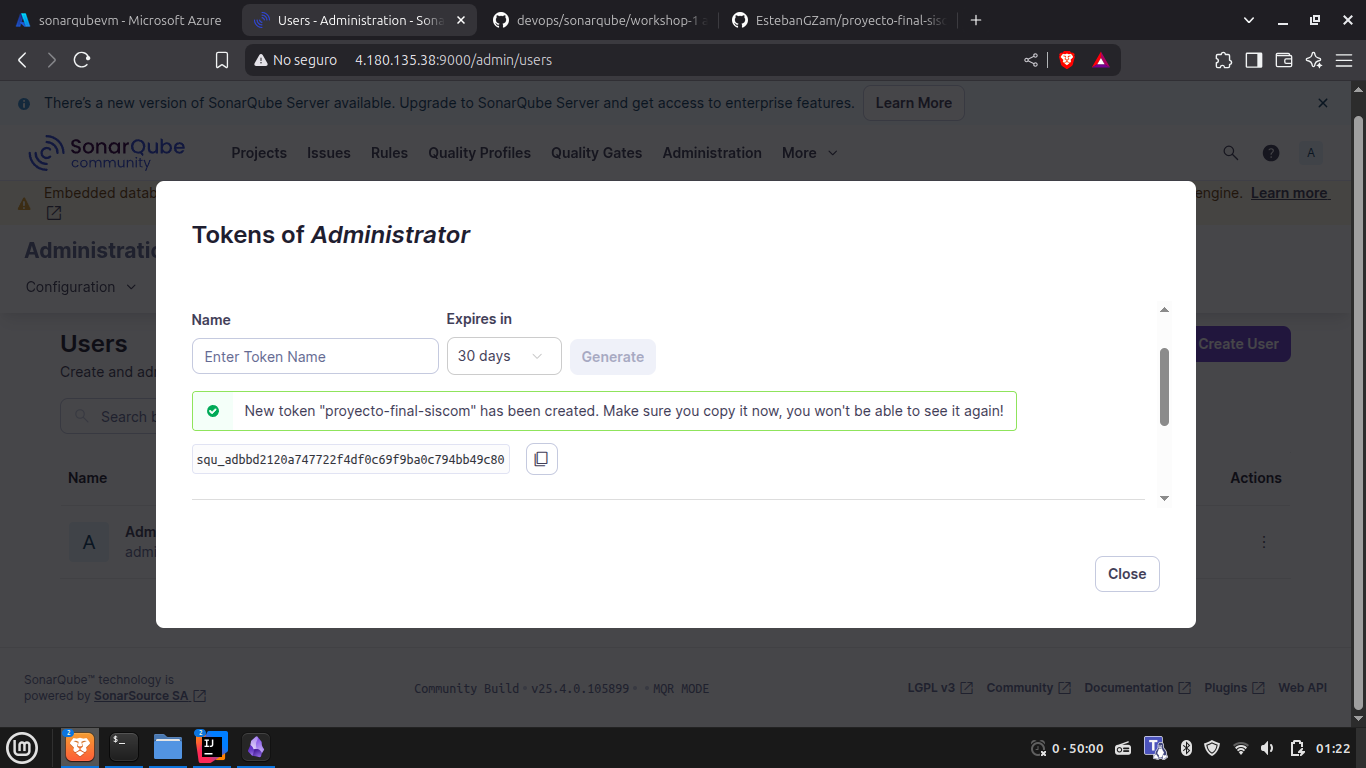 sonarqubevm - Microsoft Azure
Users - Administration - Sona
devops/sonarqube/workshop-1 a
EstebanGZam/proyecto-final-sisc
No seguro 4.180.135.38:9000/admin/users
There's a new version of SonarQube Server available. Upgrade to SonarQube Server and get access to enterprise features. Learn More
SonarQube community
Projects Issues Rules Quality Profiles Quality Gates Administration More
A
Embedded datab
engine. Learn more
Administratio
Configuration
Users
Create User
Create and adm
Search b
Name
Actions
A
Adm
admi
Tokens of Administrator
Name
Expires in
Enter Token Name
30 days
Generate
New token "proyecto-final-siscom" has been created. Make sure you copy it now, you won't be able to see it again!
squ_adbbd2120a747722f4df0c69f9ba0c794bb49c80
Close
SonarQube™ technology is
powered by SonarSource SA
Community Build · v25.4.0.105899 · · MQR MODE
LGPL v3 Community Documentation Plugins Web API
2
$_
2
IJ
T
0 · 50:00
01:22